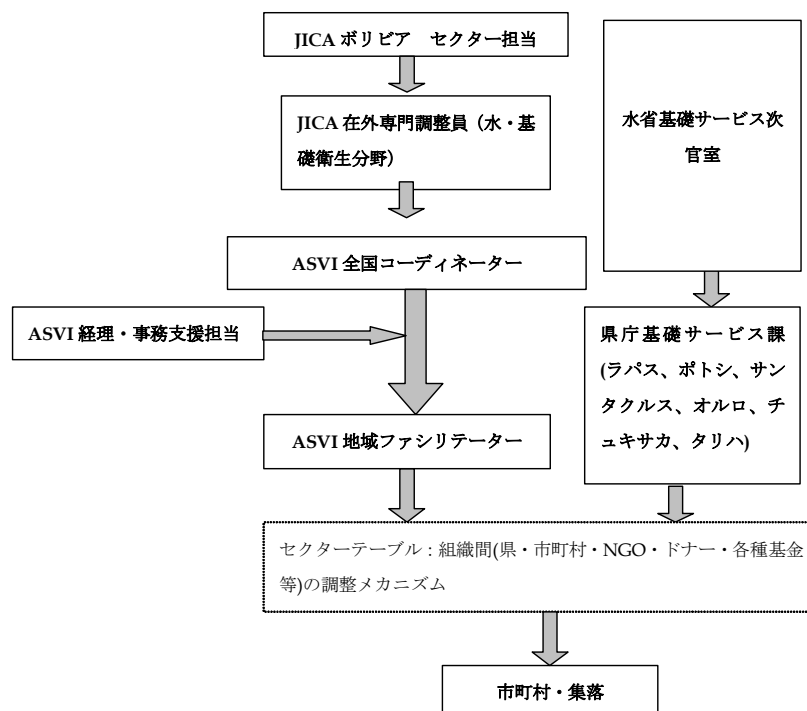 JICA ボリビア　セクター担当
JICA 在外専門調整員（水・基
礎衛生分野）
水省基礎サービス次
官室
ASVI 全国コーディネーター
ASVI 経理・事務支援担当
県庁基礎サービス課
(ラパス、ポトシ、サン
タクルス、オルロ、チ
ュキサカ、タリハ)
ASVI 地域ファシリテーター
セクターテーブル：組織間(県・市町村・NGO・ドナー・各種基金
等)の調整メカニズム
市町村・集落